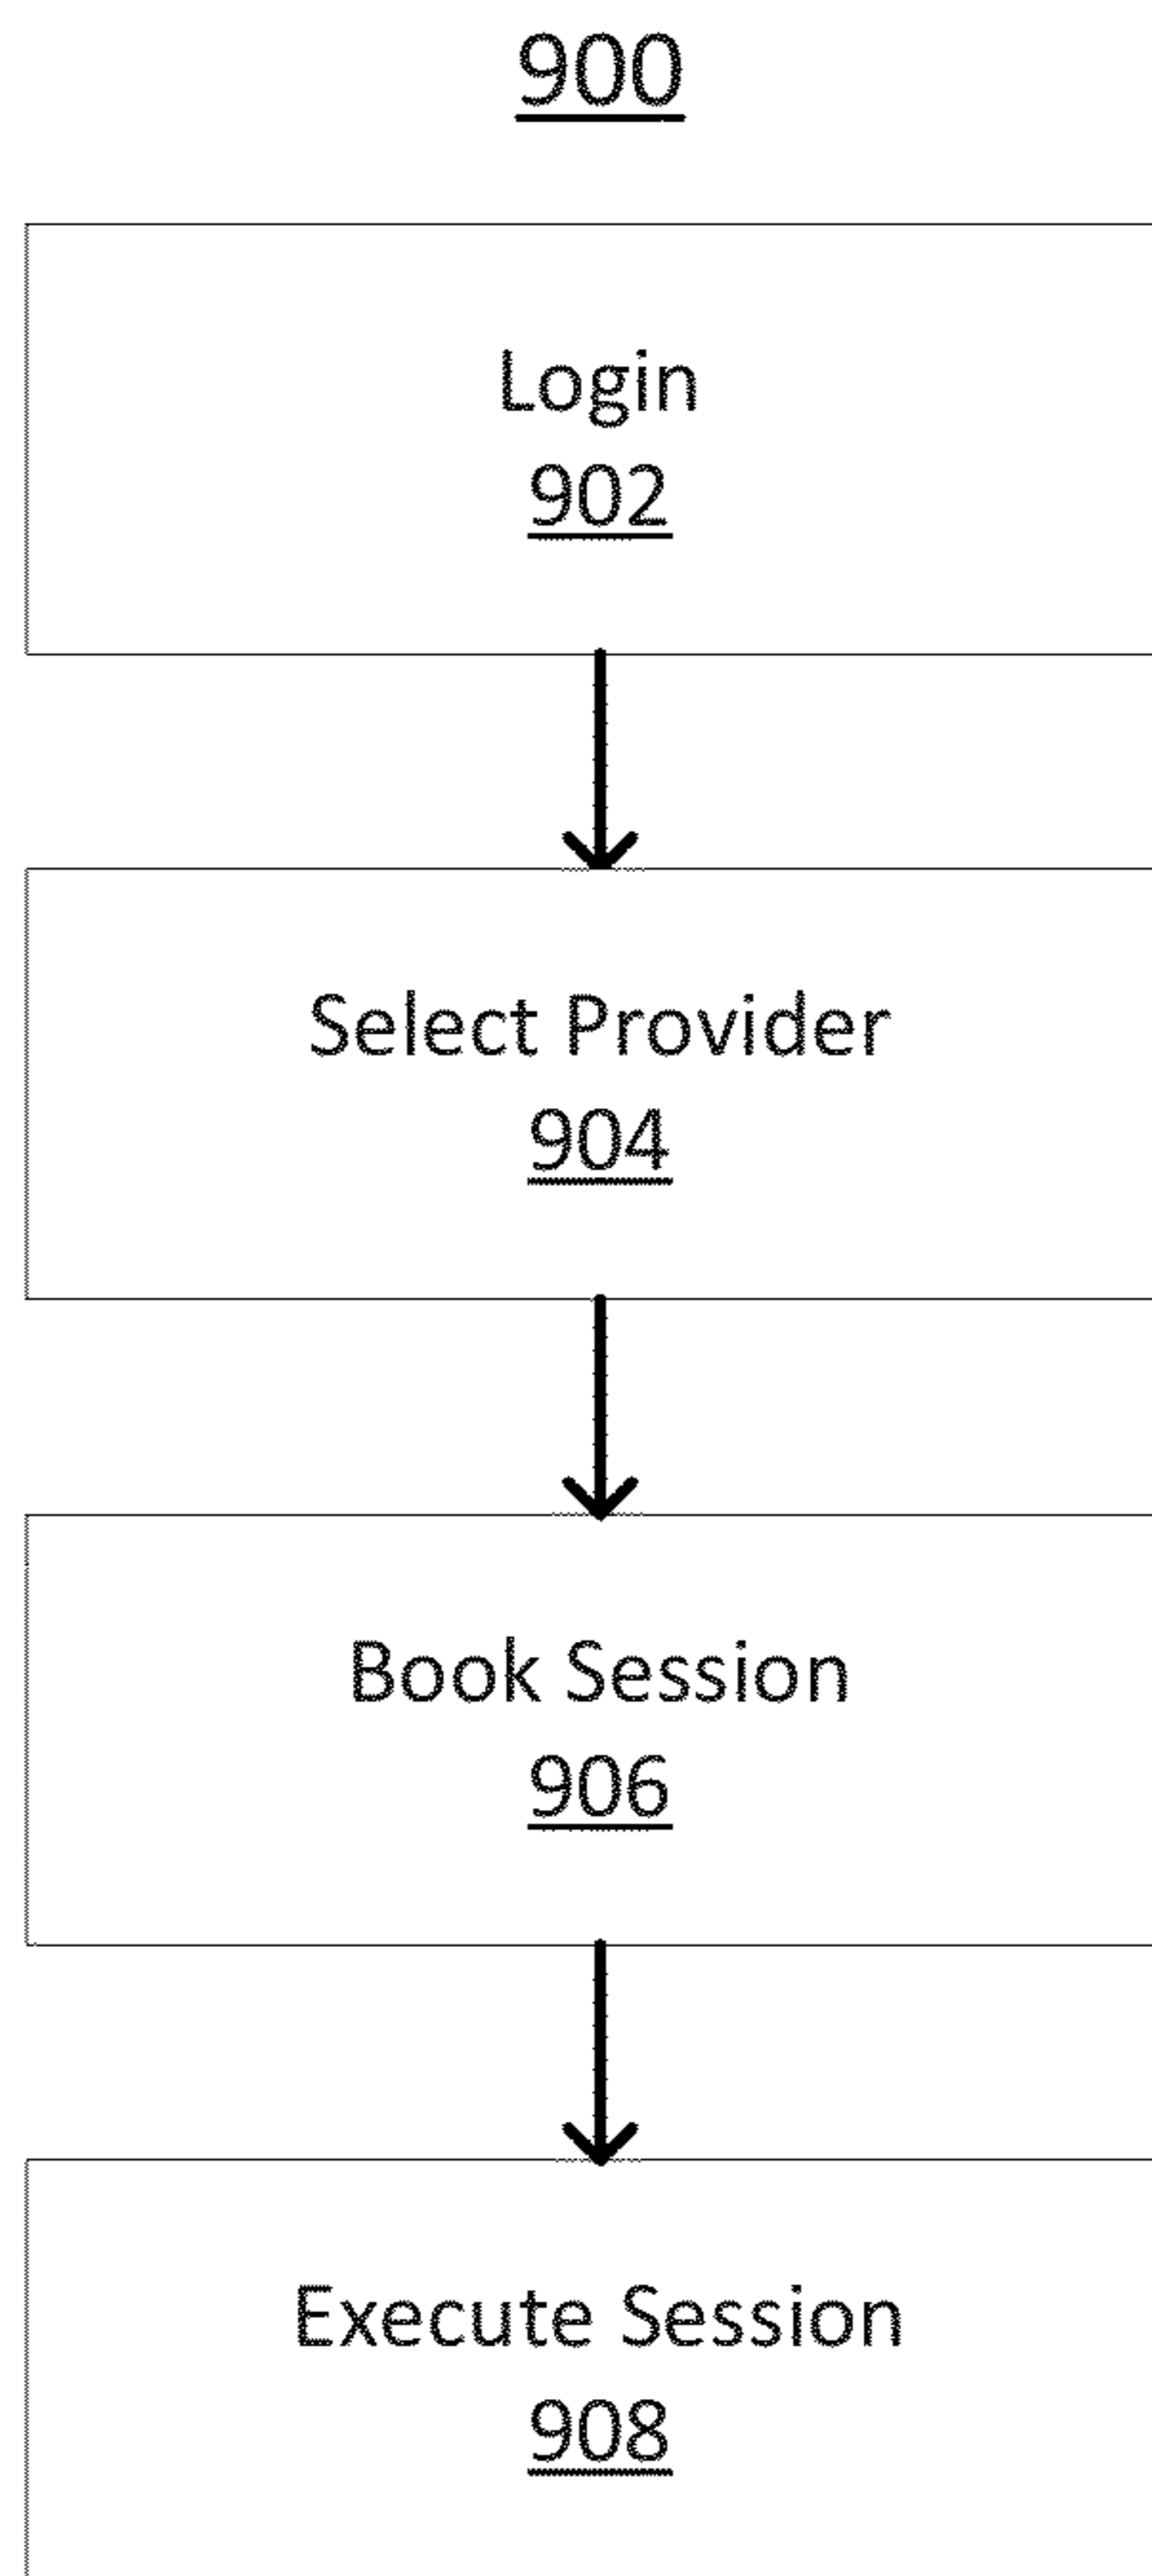 900
Login
902
Select Provider
904
Book Session
906
Execute Session
908